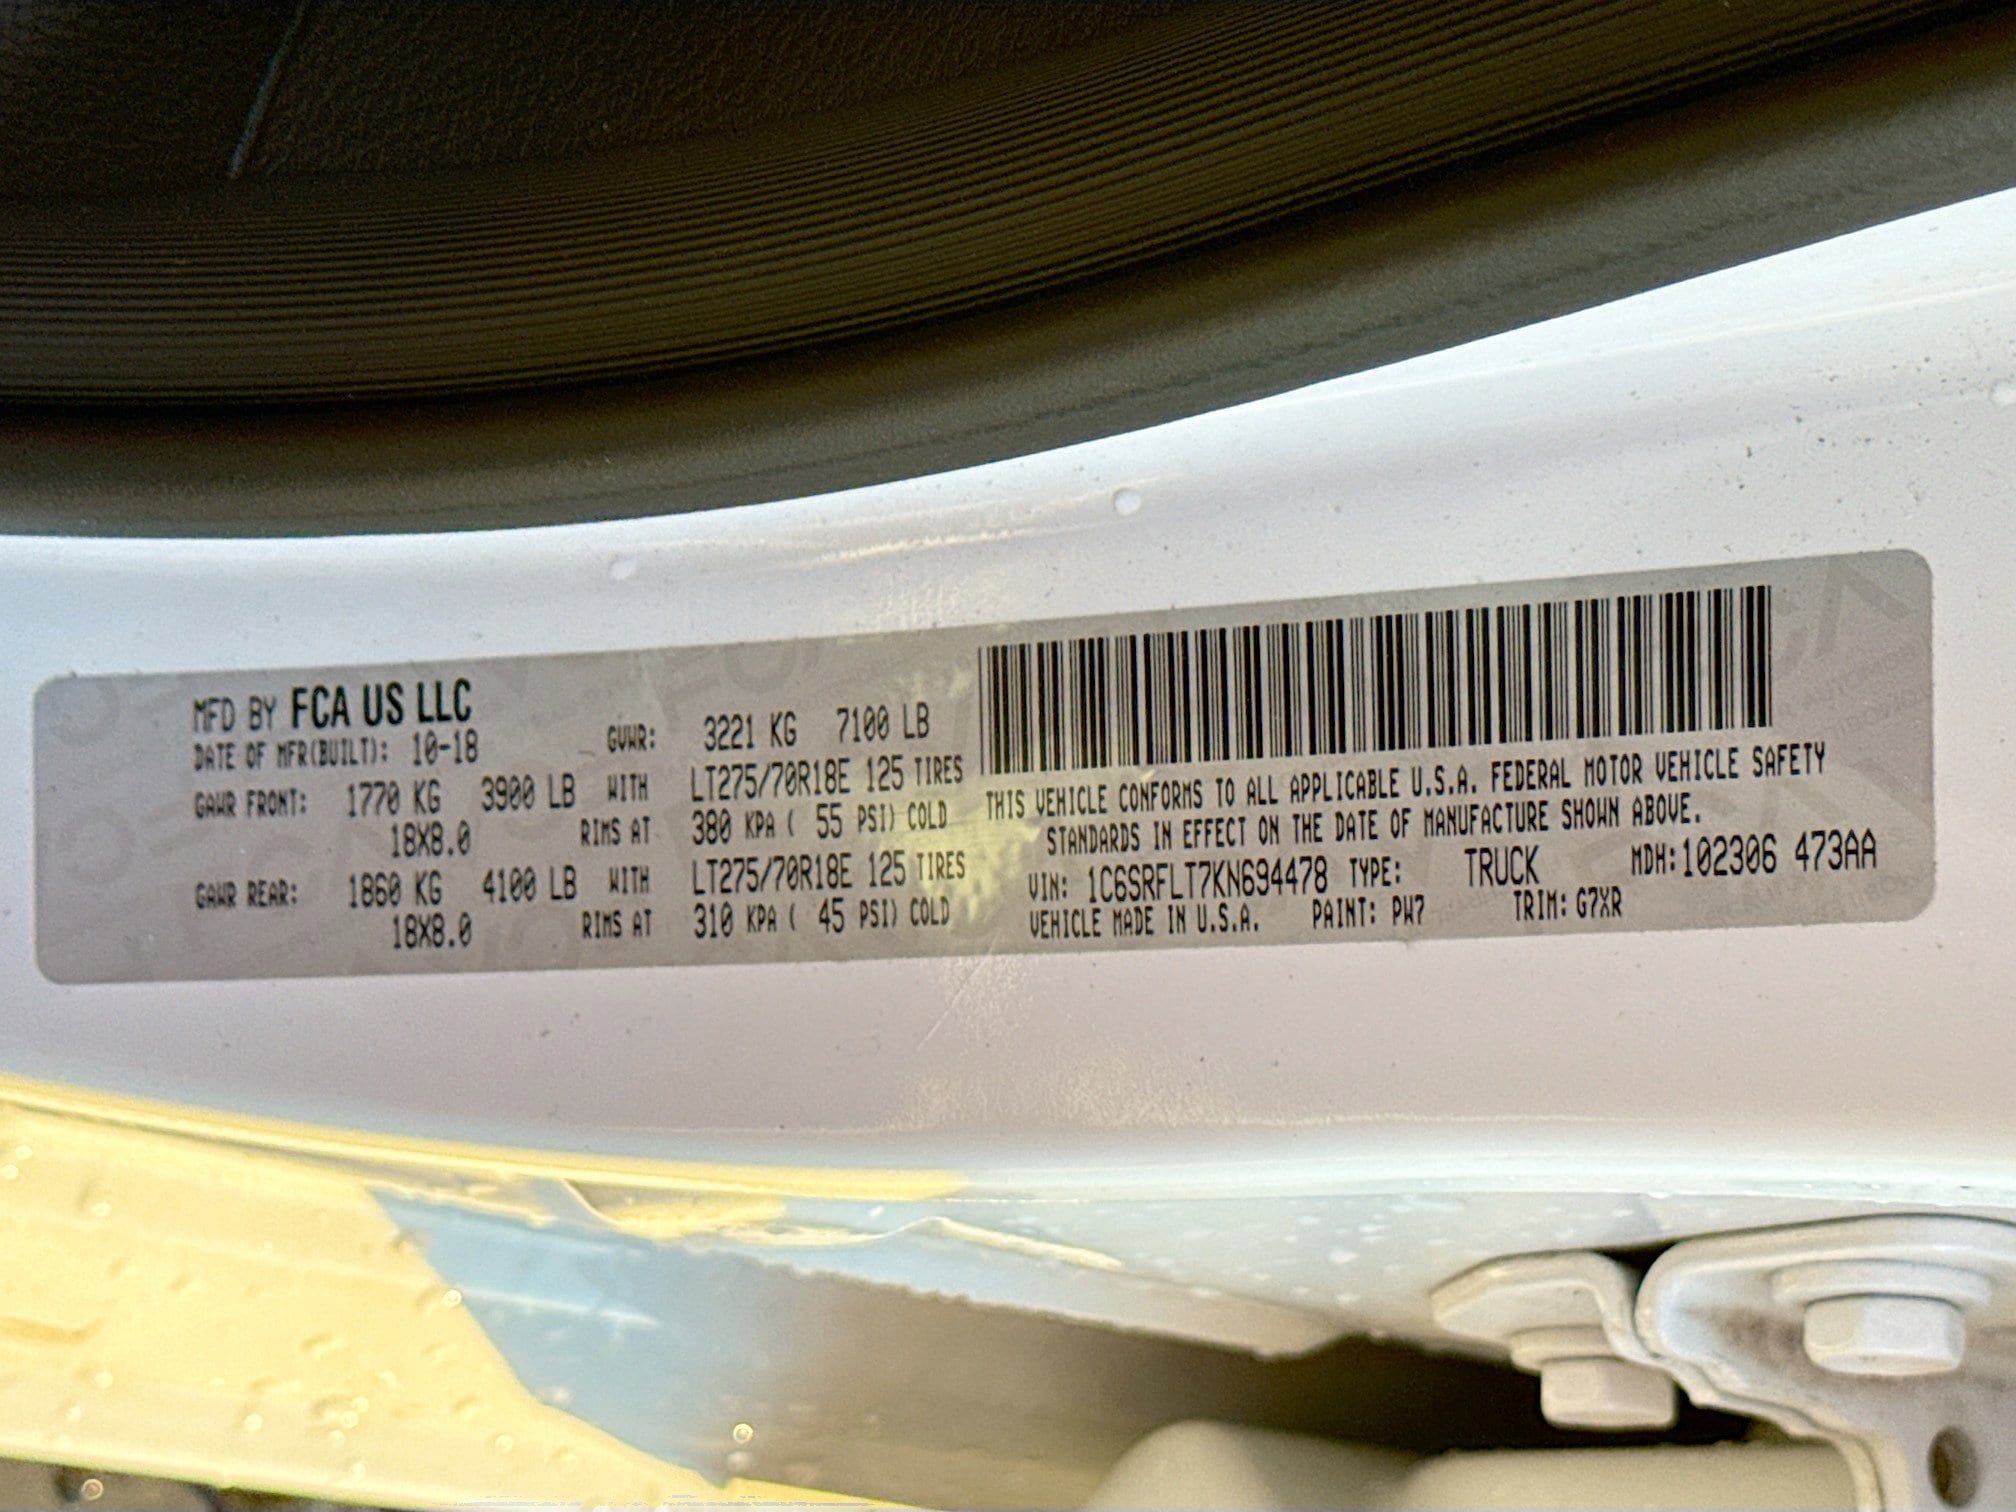 MFD BY FCA US LLC
DATE OF MFR(BUILT): 10-18 GVWR: 3221 KG 7100 LB
GAWR FRONT: 1770 KG 3900 LB WITH LT275/70R18E 125 TIRES
18X8.0 RIMS AT 380 KPA ( 55 PSI) COLD
GAWR REAR: 1860 KG 4100 LB WITH LT275/70R18E 125 TIRES
18X8.0 RIMS AT 310 KPA ( 45 PSI) COLD
THIS VEHICLE CONFORMS TO ALL APPLICABLE U.S.A. FEDERAL MOTOR VEHICLE SAFETY
STANDARDS IN EFFECT ON THE DATE OF MANUFACTURE SHOWN ABOVE.
VIN: 1C6SRFLT7KN694478 TYPE: TRUCK MDH:102306 473AA
VEHICLE MADE IN U.S.A. PAINT: PW7 TRIM: G7XR